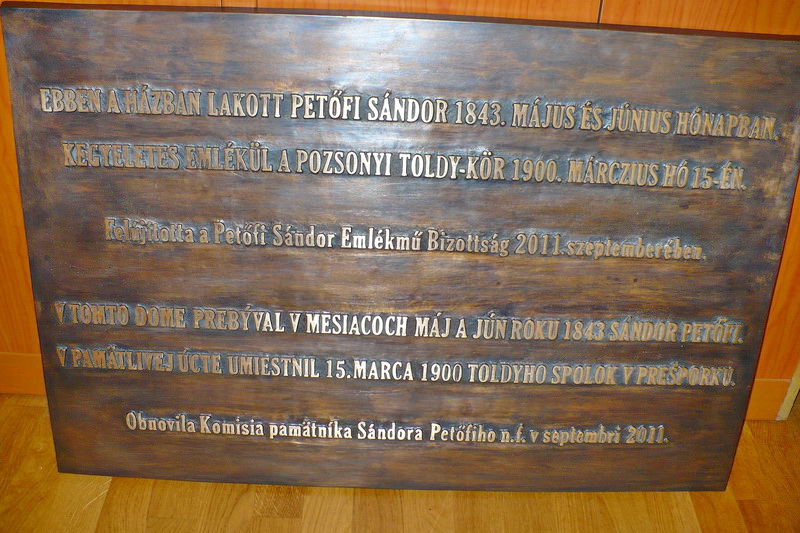 EBBEN A HÁZBAN LAKOTT PETŐFI SÁNDOR 1843. MÁJUS ÉS JÚNIUS HÓNAPBAN.
KEGYELETES EMLÉKÜL A POZSONYI TOLDY-KÖR 1900. MÁRCZIUS HÓ 15-ÉN.
Felújította a Petőfi Sándor Emlékmű Bizottság 2011.szeptemberében.
V TOMTO DOME PREBÝVAL V MESIACOCH MÁJ A JÚN ROKU 1843 SÁNDOR PETŐFI.
V PAMÄTLIVEJ ÚCTE UMIESTNIL 15.MARCA 1900 TOLDYHO SPOLOK V PREŠPORKU.
Obnovila Komisia pamätníka Sándora Petőfiho n.f. v septembri 2011.